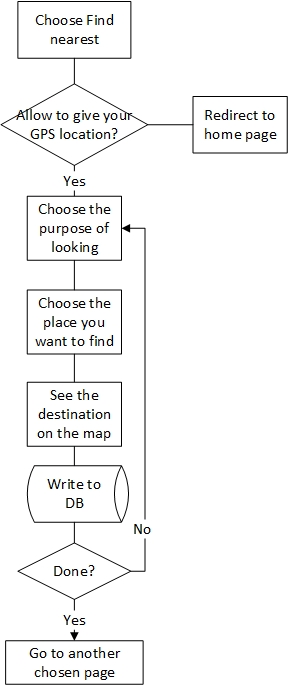 Choose Find
nearest
Allow to give your
GPS location?
Redirect to
home page
Yes
Choose the
purpose of
looking
Choose the
place you
want to find
See the
destination
on the map
Write to
DB
No
Done?
Yes
Go to another
chosen page